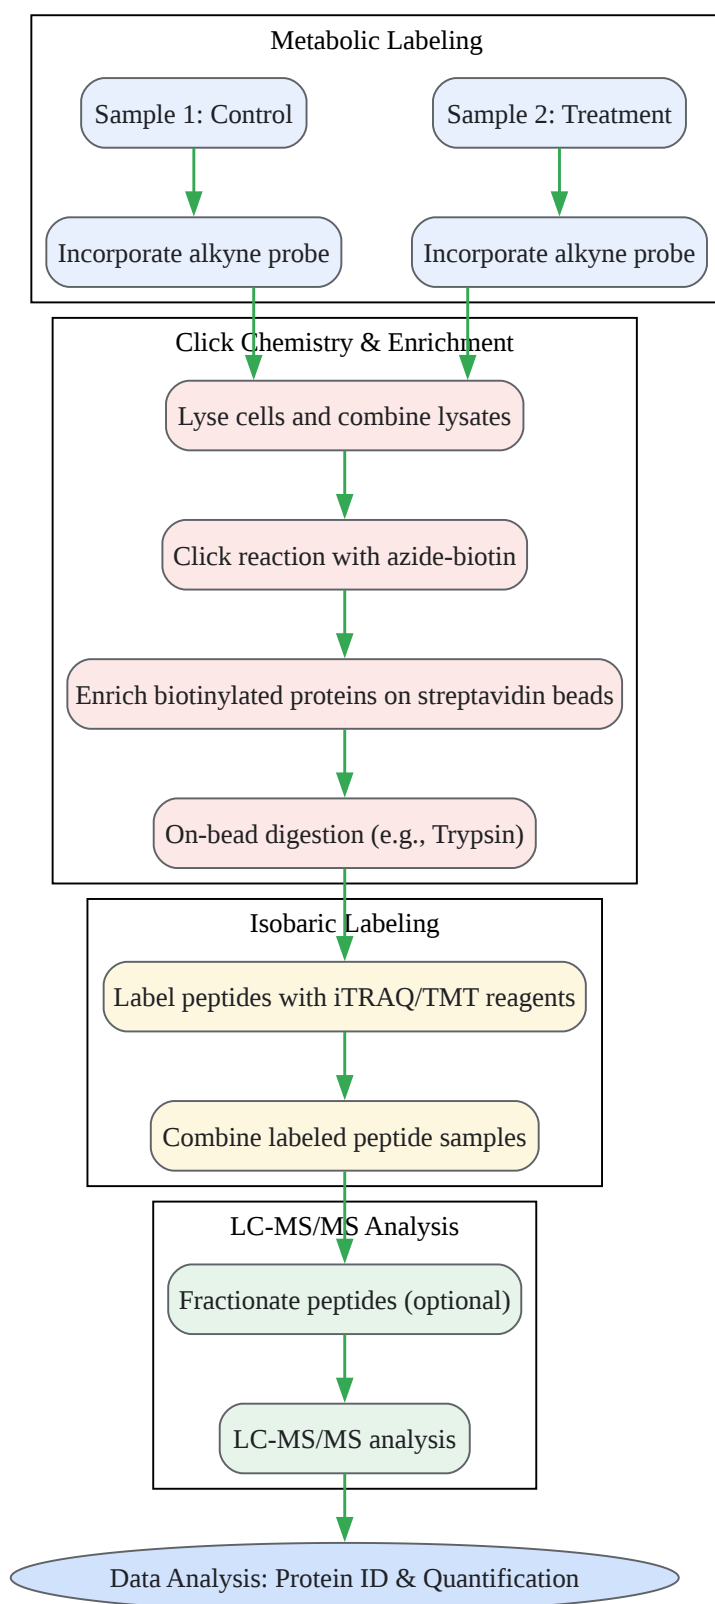 Metabolic Labeling
Sample 1: Control
Sample 2: Treatment
Incorporate alkyne probe
Incorporate alkyne probe
Click Chemistry & Enrichment
Lyse cells and combine lysates
Click reaction with azide-biotin
Enrich biotinylated proteins on streptavidin beads
On-bead digestion (e.g., Trypsin)
Isobaric Labeling
Label peptides with iTRAQ/TMT reagents
Combine labeled peptide samples
LC-MS/MS Analysis
Fractionate peptides (optional)
LC-MS/MS analysis
Data Analysis: Protein ID & Quantification